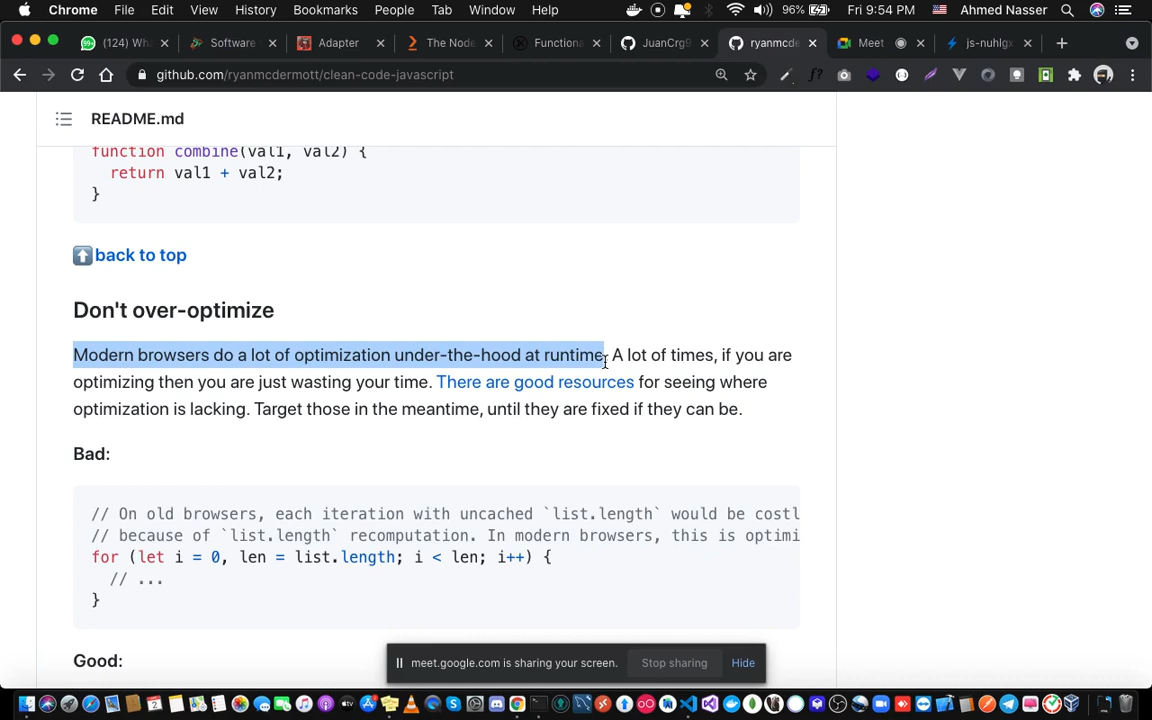 Chrome File Edit View History Bookmarks People Tab Window Help 96% Fri 9:54 PM Ahmed Nasser
(124) Wha Software Adapter The Node Functiona JuanCrg9 ryanmcde Meet js-nuhlgx
github.com/ryanmcdermott/clean-code-javascript
README.md
function combine(val1, val2) {
return val1 + val2;
}
back to top
Don't over-optimize
Modern browsers do a lot of optimization under-the-hood at runtime. A lot of times, if you are
optimizing then you are just wasting your time. There are good resources for seeing where
optimization is lacking. Target those in the meantime, until they are fixed if they can be.
Bad:
// On old browsers, each iteration with uncached `list.length` would be costl
// because of `list.length` recomputation. In modern browsers, this is optimi
for (let i = 0, len = list.length; i < len; i++) {
// ...
}
Good:
meet.google.com is sharing your screen. Stop sharing Hide